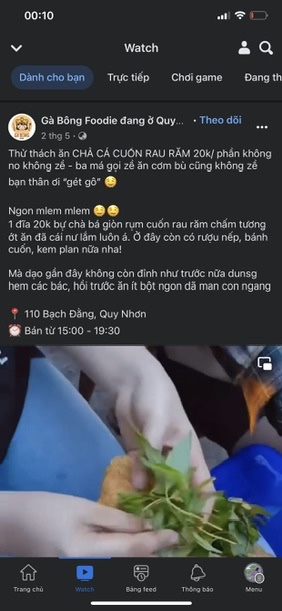 00:10
Watch
Dành cho bạn
Trực tiếp
Chơi game
Đang th
Gà Bông Foodie đang ở Quy... · Theo dõi
2 thg 5 ·
Thử thách ăn CHẢ CÁ CUỐN RAU RĂM 20k/ phần không
no không zề - ba má gọi zề ăn cơm bù cũng không zề
bạn thân ơi “gét gô”
Ngon mlem mlem
1 đĩa 20k bự chà bá giòn rụm cuốn rau răm chấm tương
ớt ăn đã cái nư lắm luôn á. Ở đây còn có rượu nếp, bánh
cuốn, kem plan nữa nha!
Mà dạo gần đây không còn đỉnh như trước nữa dunsg
hem các bác, hồi trước ăn ít bột ngon dã man con ngang
110 Bạch Đằng, Quy Nhơn
Bán từ 15:00 - 19:30
Trang chủ
Watch
Bảng feed
Thông báo
Menu